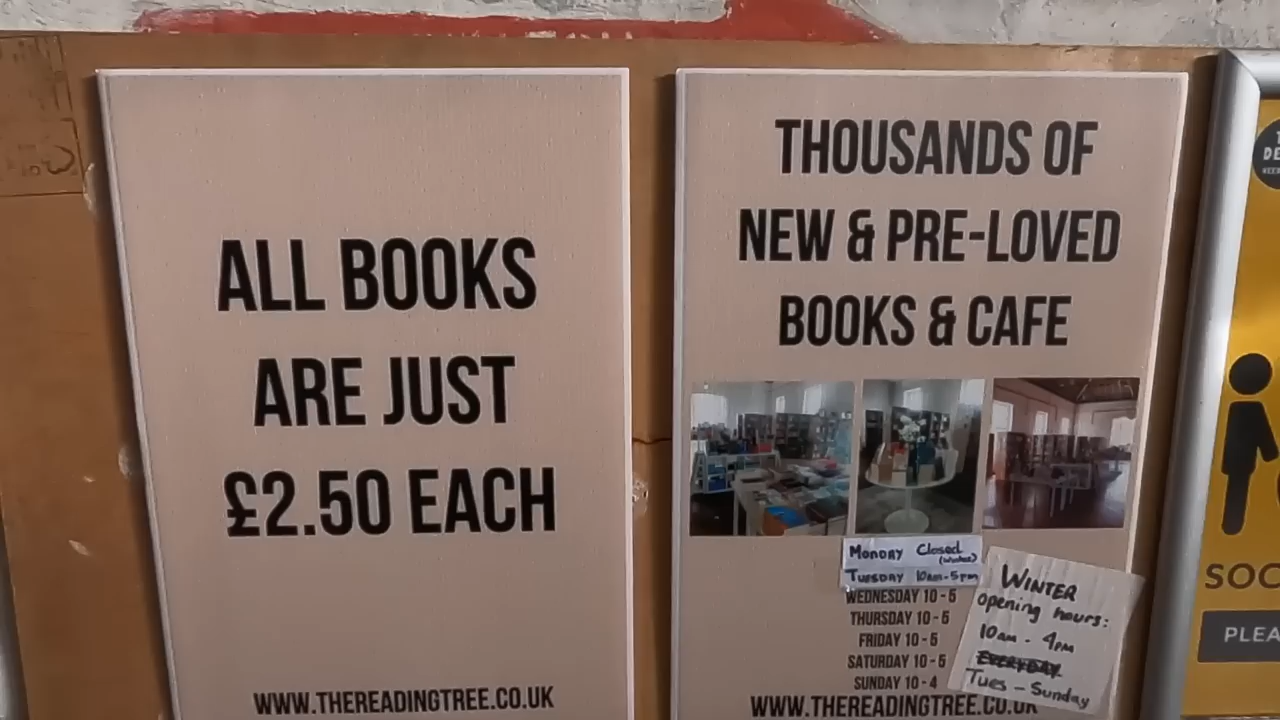 ALL BOOKS
ARE JUST
£2.50 EACH
WWW.THEREADINGTREE.CO.UK
THOUSANDS OF
NEW & PRE-LOVED
BOOKS & CAFE
Monday Closed
(Winter)
Tuesday 10am-5pm
WEDNESDAY 10 - 5
THURSDAY 10 - 5
FRIDAY 10 - 5
SATURDAY 10 - 5
SUNDAY 10 - 4
WWW.THEREADINGTREE.CO.UK
WINTER
opening hours:
10am - 4pm
EVERYDAY
Tues - Sunday
SOC
PLEA